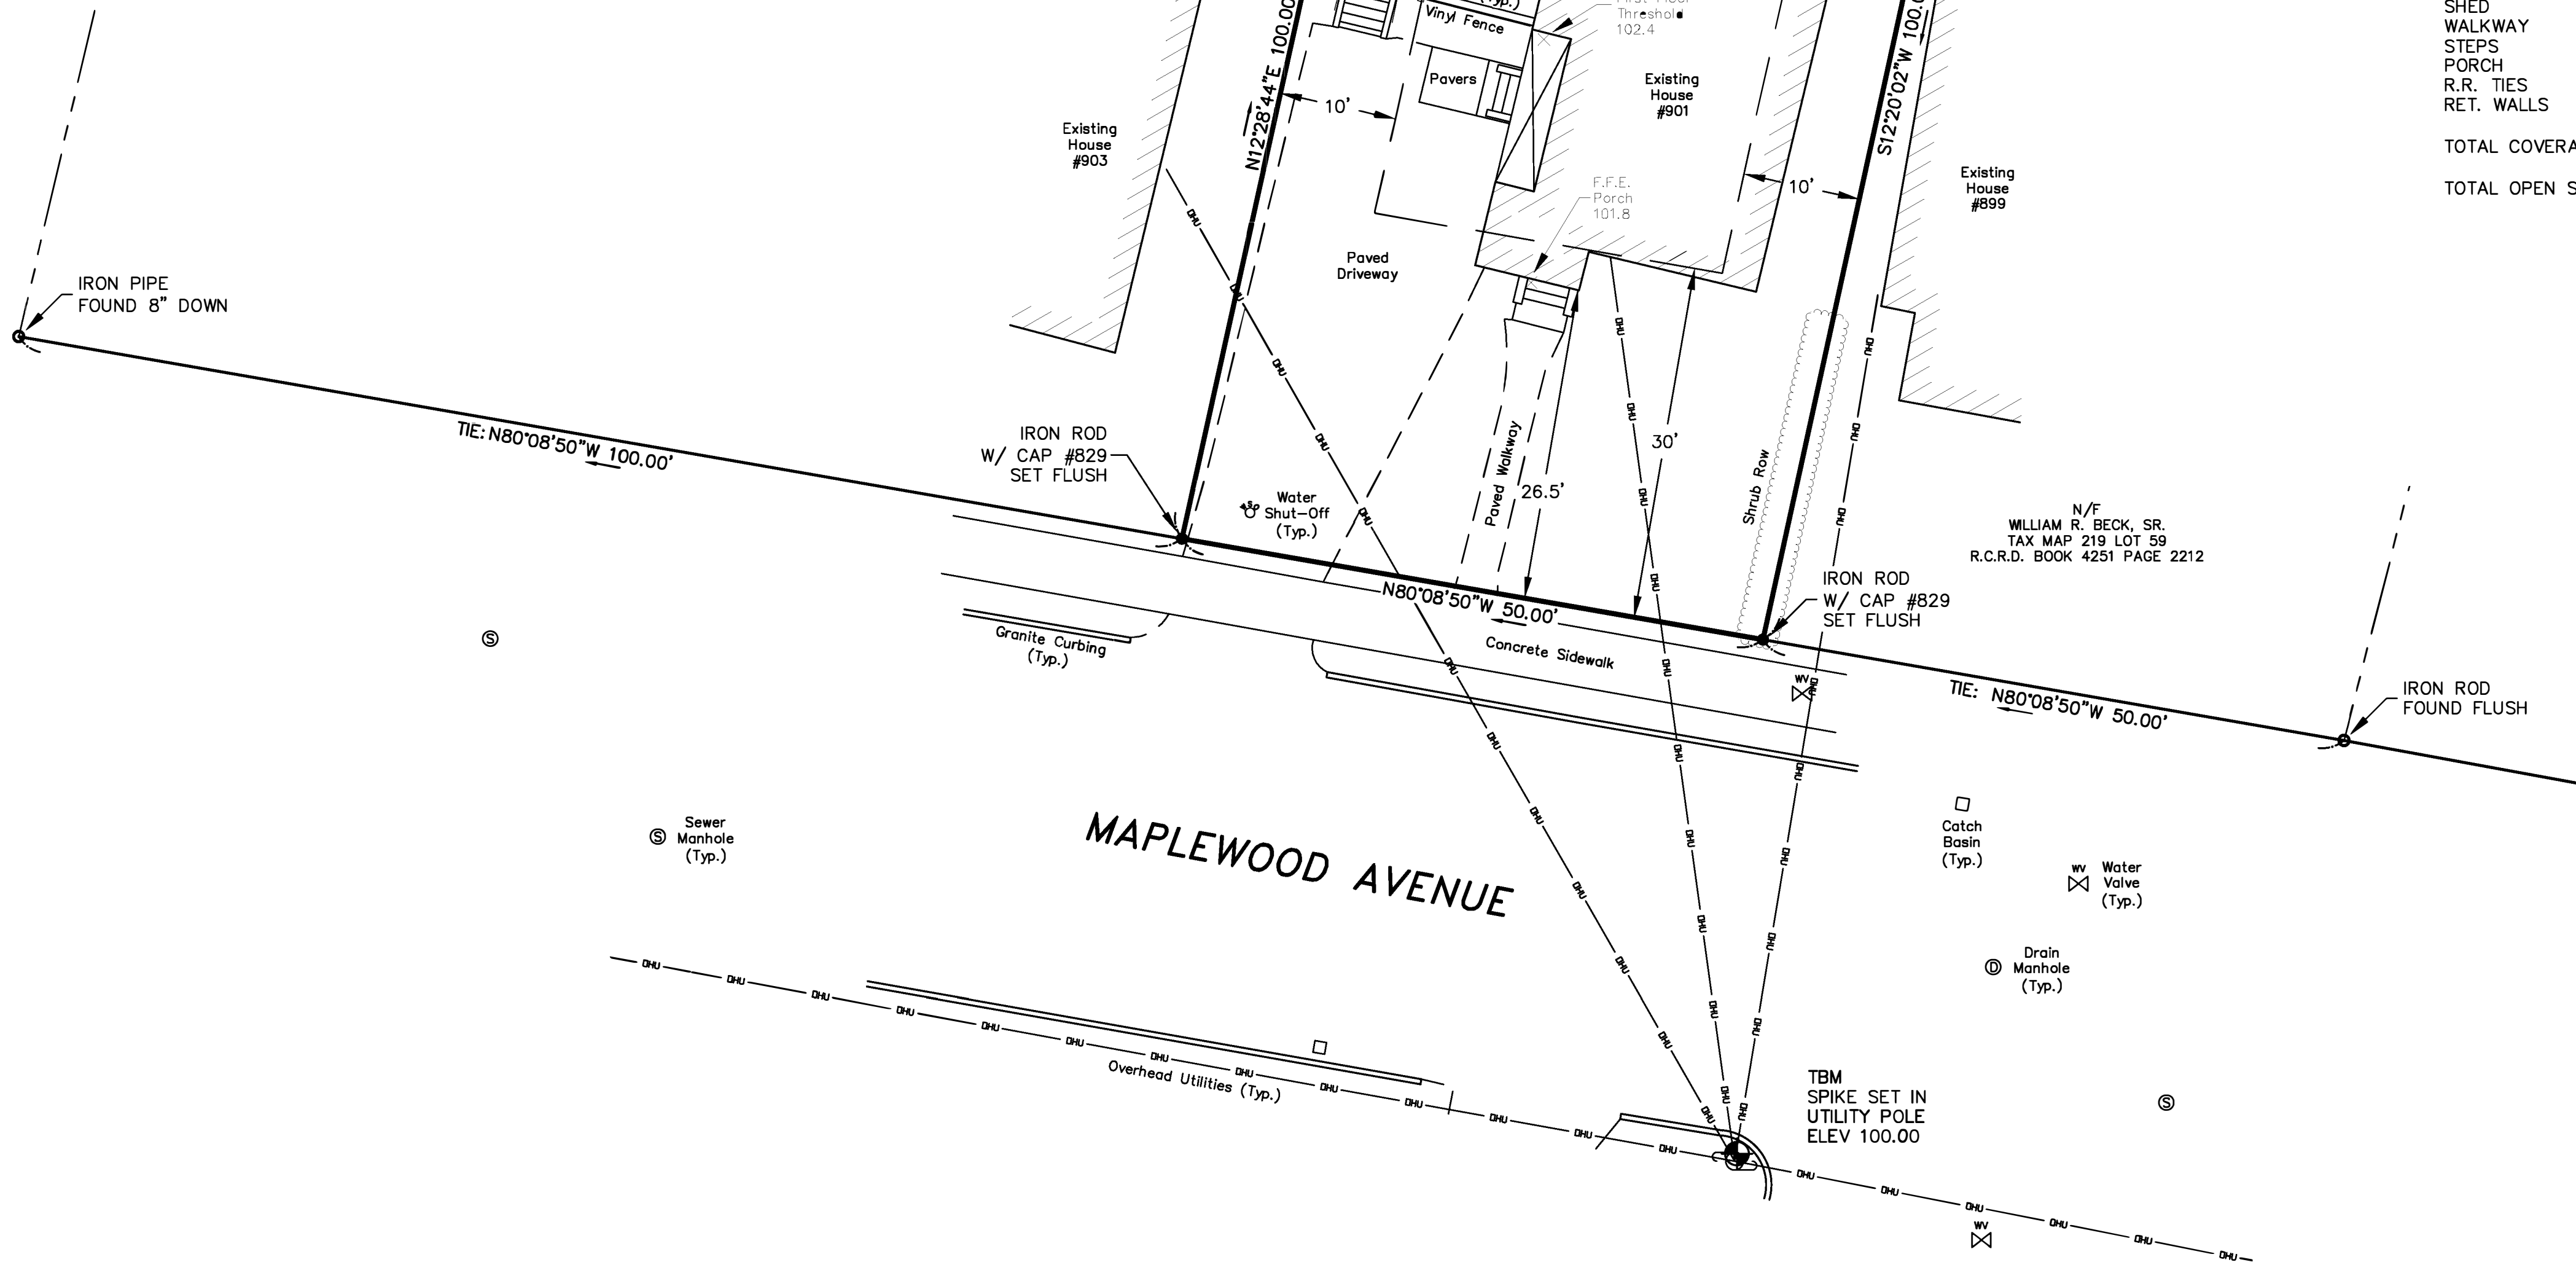 SHED
WALKWAY
STEPS
PORCH
R.R. TIES
RET. WALLS
TOTAL
TOTAL OPEN
N12°28'44"E 100.00'
Vinyl Fence
Threshold
102.4
Pavers
Existing
House
#901
S12°20'02"W
10'
Existing
House
#903
10'
Existing
House
#899
F.F.E.
Porch
101.8
Paved
Driveway
IRON PIPE
FOUND 8" DOWN
TIE: N80°08'50"W 100.00'
IRON ROD
W/ CAP #829
SET FLUSH
Water
Shut-Off
(Typ.)
Paved Walkway
26.5'
30'
Shrub Row
N/F
WILLIAM R. BECK, SR.
TAX MAP 219 LOT 59
R.C.R.D. BOOK 4251 PAGE 2212
IRON ROD
W/ CAP #829
SET FLUSH
N80°08'50"W 50.00'
Concrete Sidewalk
Granite Curbing
(Typ.)
WV
TIE: N80°08'50"W 50.00'
IRON ROD
FOUND FLUSH
S
S
Sewer
Manhole
(Typ.)
MAPLEWOOD AVENUE
Catch
Basin
(Typ.)
WV
Water
Valve
(Typ.)
D
Drain
Manhole
(Typ.)
OHU
Overhead Utilities (Typ.)
TBM
SPIKE SET IN
UTILITY POLE
ELEV 100.00
S
WV